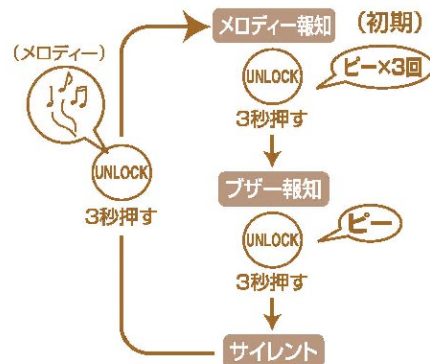 メロディー報知 (初期)
(メロディー)
UNLOCK
ピー×3回
3秒押す
UNLOCK
3秒押す
ブザー報知
UNLOCK
ピー
3秒押す
サイレント